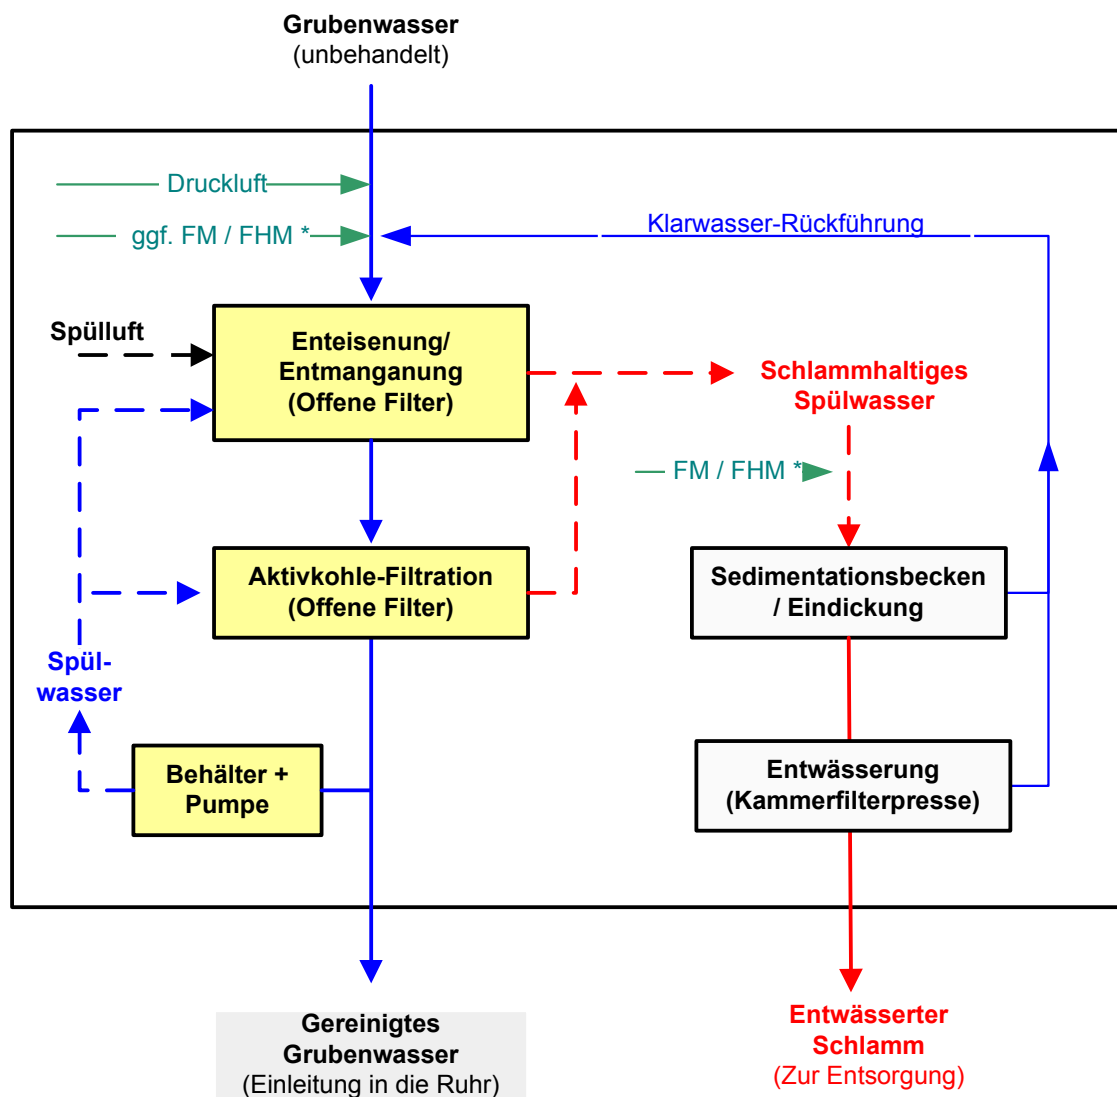 Grubenwasser
(unbehandelt)
Druckluft
ggf. FM / FHM *
Klarwasser-Rückführung
Spülluft
Enteisenung/
Entmanganung
(Offene Filter)
Schlammhaltiges
Spülwasser
FM / FHM *
Aktivkohle-Filtration
(Offene Filter)
Sedimentationsbecken
/ Eindickung
Spül-
wasser
Behälter +
Pumpe
Entwässerung
(Kammerfilterpresse)
Gereinigtes
Grubenwasser
(Einleitung in die Ruhr)
Entwässerter
Schlamm
(Zur Entsorgung)